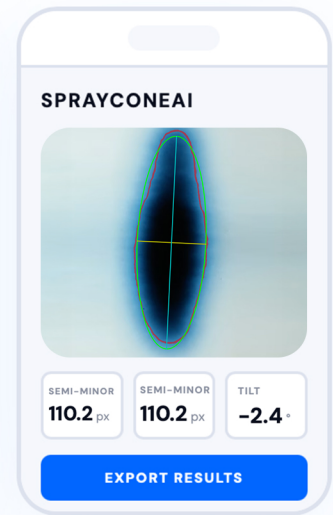 SPRAYCONEAI
SEMI-MINOR SEMI-MINOR TILT
110.2 px 110.2 px −2.4 °
EXPORT RESULTS